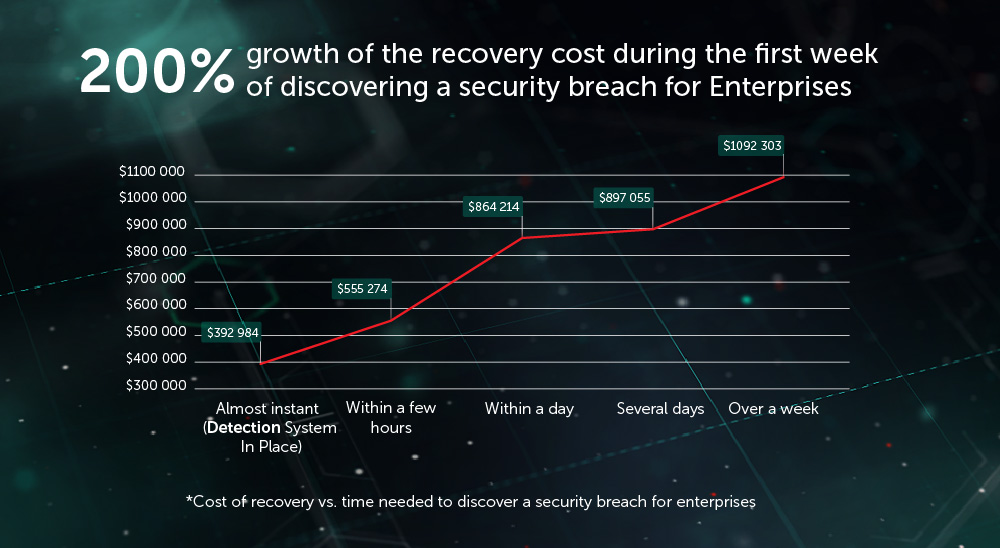 200% growth of the recovery cost during the first week
of discovering a security breach for Enterprises
$1092 303
$1100 000
$1000 000
$897 055
$864 214
$900 000
$800 000
$700 000
$555 274
$600 000
$500 000
$392 984
$400 000
$300 000
Almost instant
(Detection System
In Place)
Within a few
hours
Within a day
Several days
Over a week
*Cost of recovery vs. time needed to discover a security breach for enterprises